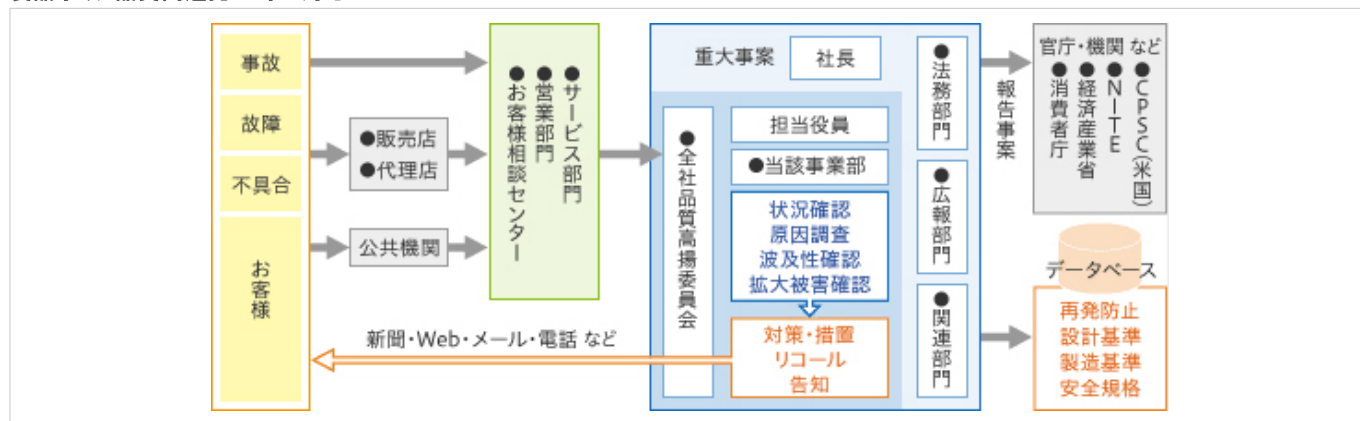 事故
故障
不具合
お客様
●販売店
●代理店
公共機関
●サービス部門
●営業部門
●お客様相談センター
重大事案
社長
●全社品質高揚委員会
担当役員
●当該事業部
状況確認
原因調査
波及性確認
拡大被害確認
対策・措置
リコール
告知
●法務部門
●広報部門
●関連部門
新聞・Web・メール・電話 など
報告事案
官庁・機関 など
●CPSC(米国)
●NITE
●経済産業省
●消費者庁
データベース
再発防止
設計基準
製造基準
安全規格